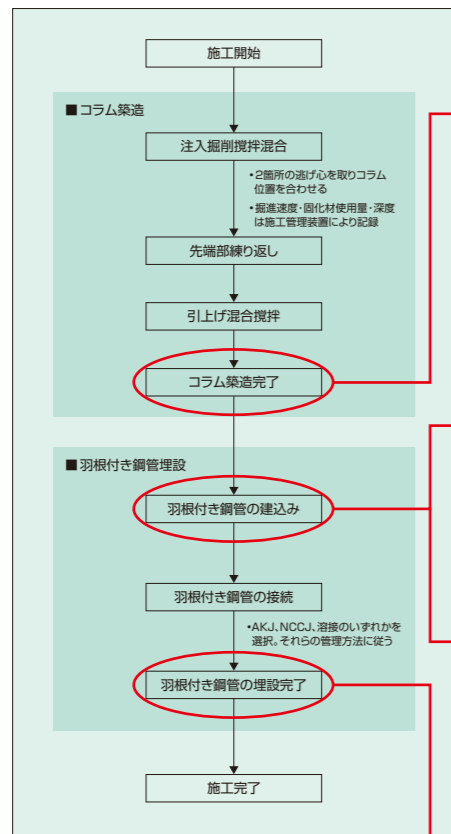 施工開始
■コラム築造
注入掘削撹拌混合
•2箇所の逃げ心を取りコラム
位置を合わせる
•掘進速度・固化材使用量・深度
は施工管理装置により記録
先端部練り返し
引上げ混合撹拌
コラム築造完了
■羽根付き鋼管埋設
羽根付き鋼管の建込み
羽根付き鋼管の接続
•AKJ、NCCJ、溶接のいずれかを
選択。それらの管理方法に従う
羽根付き鋼管の埋設完了
施工完了